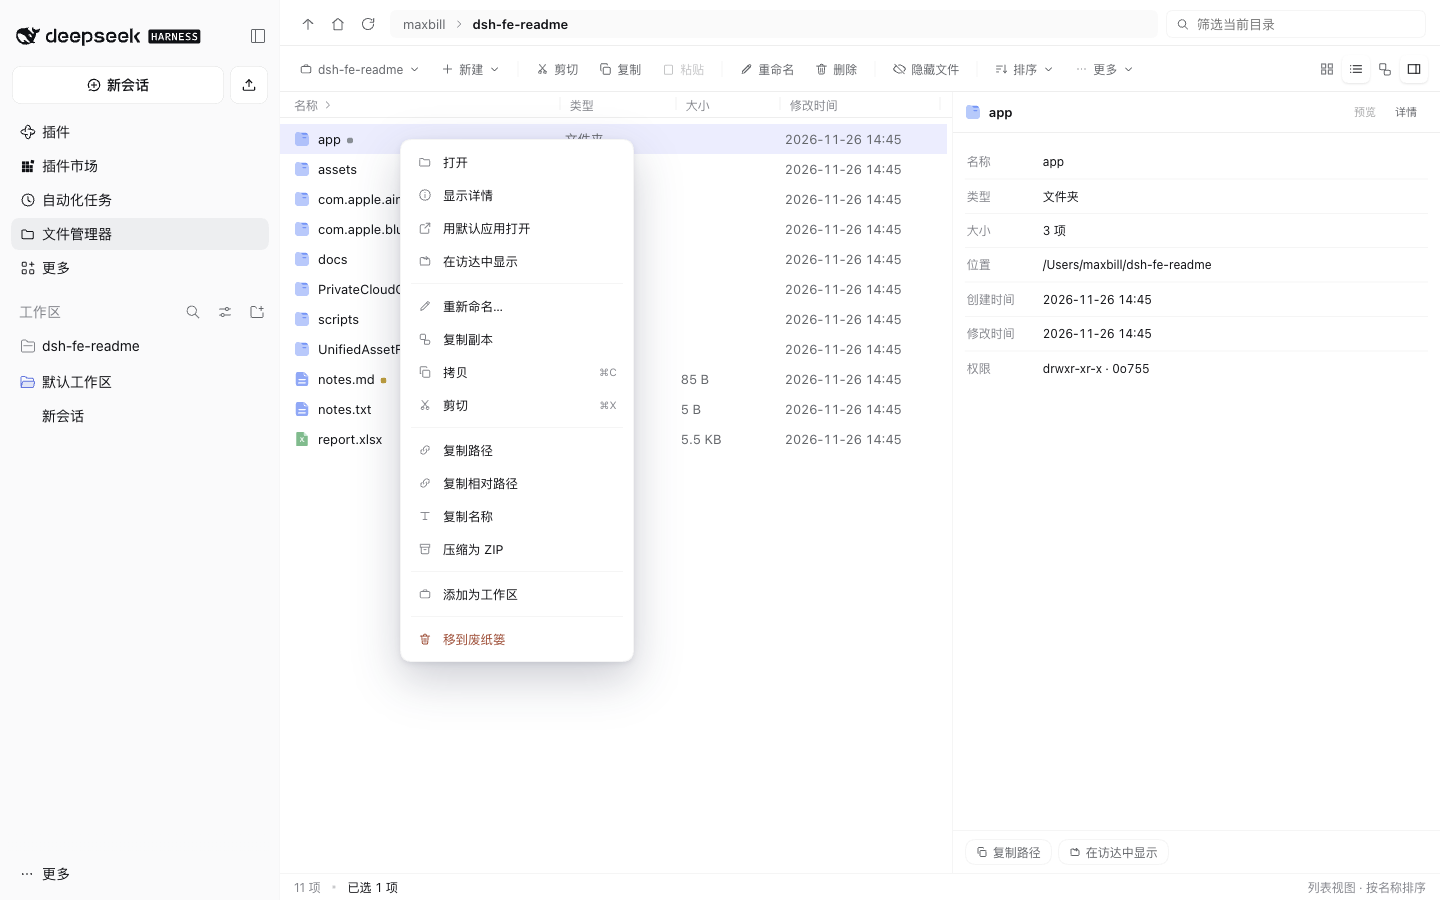 deepseek HARNESS
新会话
插件
插件市场
自动化任务
文件管理器
更多
工作区
dsh-fe-readme
默认工作区
新会话
更多
maxbill > dsh-fe-readme
筛选当前目录
dsh-fe-readme 新建 剪切 复制 粘贴 重命名 删除 隐藏文件 排序 更多
名称 类型 大小 修改时间
app 2026-11-26 14:45
assets 2026-11-26 14:45
com.apple.air 2026-11-26 14:45
com.apple.blu 2026-11-26 14:45
docs 2026-11-26 14:45
PrivateCloud 2026-11-26 14:45
scripts 2026-11-26 14:45
UnifiedAsset 2026-11-26 14:45
notes.md 85 B 2026-11-26 14:45
notes.txt 5 B 2026-11-26 14:45
report.xlsx 5.5 KB 2026-11-26 14:45
打开
显示详情
用默认应用打开
在访达中显示
重新命名...
复制副本
拷贝 ⌘C
剪切 ⌘X
复制路径
复制相对路径
复制名称
压缩为 ZIP
添加为工作区
移到废纸篓
app 预览 详情
名称 app
类型 文件夹
大小 3 项
位置 /Users/maxbill/dsh-fe-readme
创建时间 2026-11-26 14:45
修改时间 2026-11-26 14:45
权限 drwxr-xr-x · 0o755
复制路径 在访达中显示
11 项 • 已选 1 项
列表视图 · 按名称排序